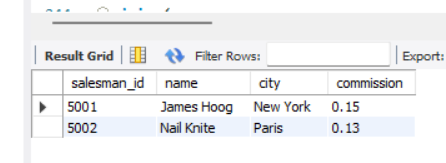 Result Grid Filter Rows: Export:
salesman_id name city commission
5001 James Hoog New York 0.15
5002 Nail Knite Paris 0.13